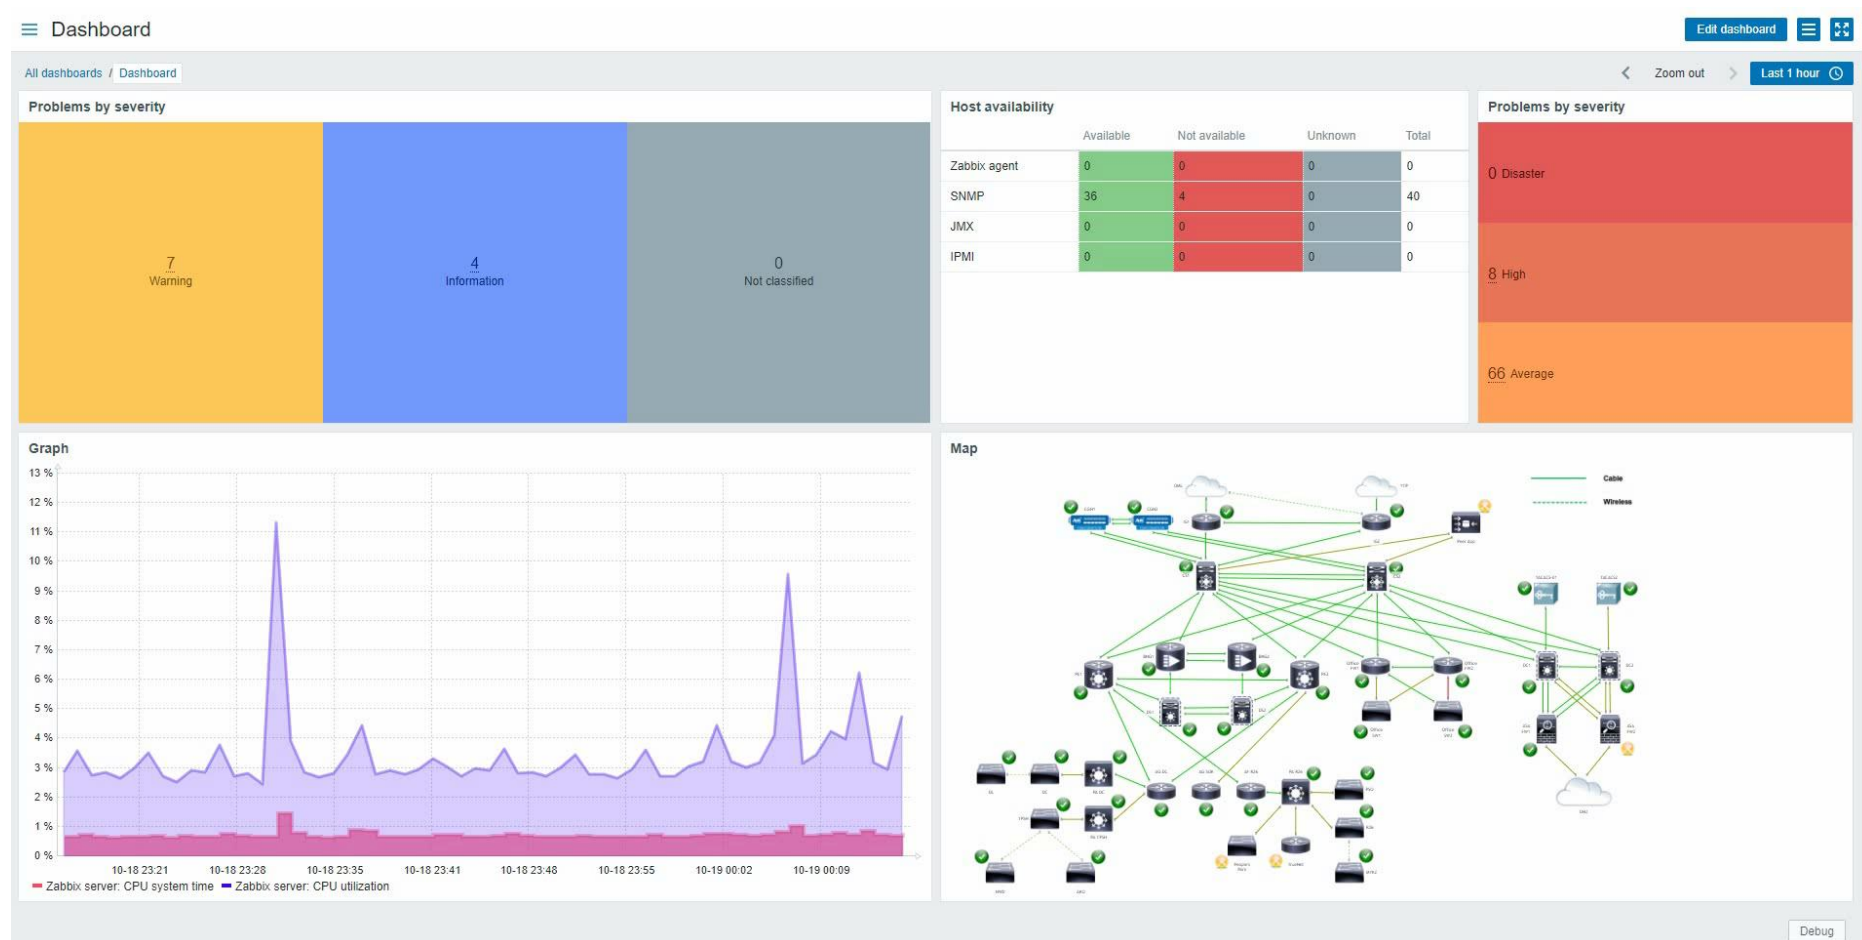 Dashboard
Edit dashboard
All dashboards / Dashboard
Zoom out
Last 1 hour
Problems by severity
7
Warning
4
Information
0
Not classified
Host availability
Available Not available Unknown Total
Zabbix agent 0 0 0 0
SNMP 36 4 0 40
JMX 0 0 0 0
IPMI 0 0 0 0
Problems by severity
0 Disaster
8 High
66 Average
Graph
13 %
12 %
11 %
10 %
9 %
8 %
7 %
6 %
5 %
4 %
3 %
2 %
1 %
0 %
10-18 23:21 10-18 23:28 10-18 23:35 10-18 23:41 10-18 23:48 10-18 23:55 10-19 00:02 10-19 00:09
Zabbix server: CPU system time Zabbix server: CPU utilization
Map
Cable
Wireless
Debug